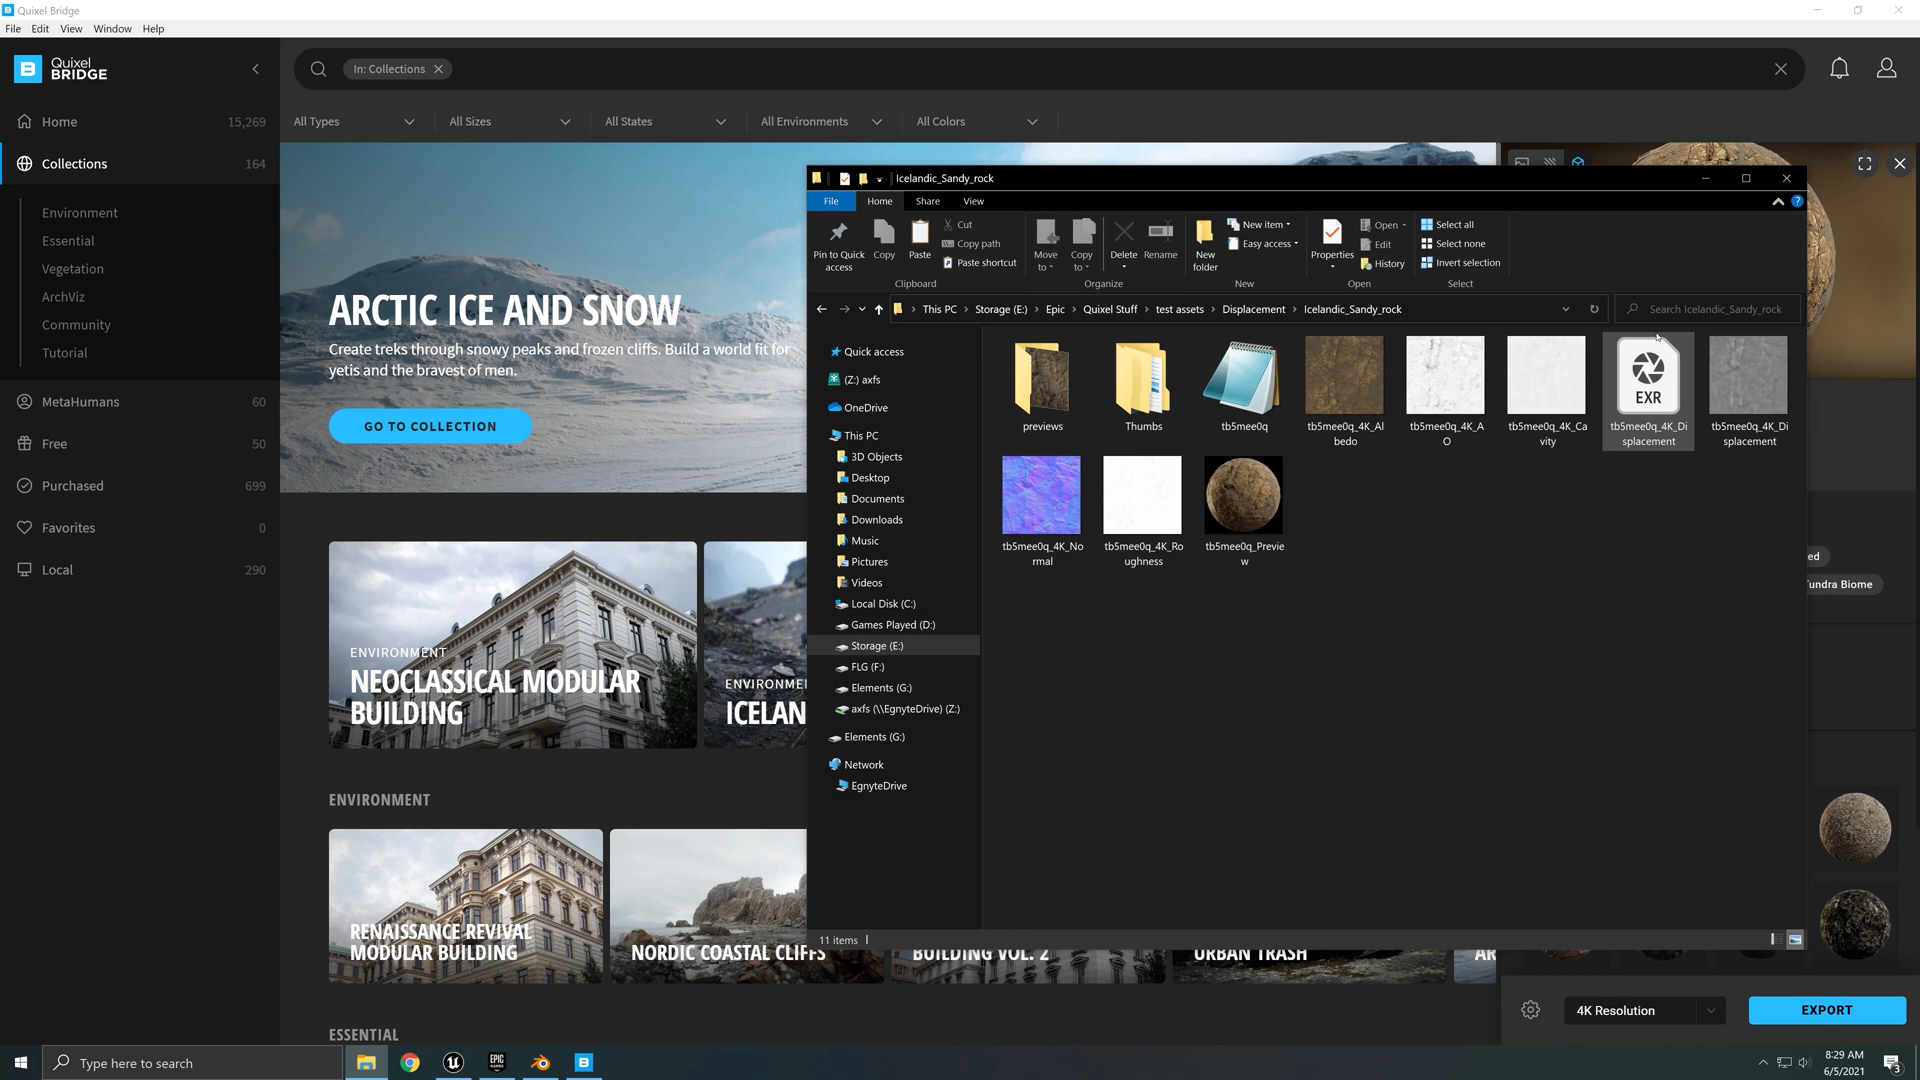 Quixel Bridge
File Edit View Window Help
Quixel
BRIDGE
In: Collections
Home 15,269
Collections 164
Environment
Essential
Vegetation
ArchViz
Community
Tutorial
MetaHumans 60
Free 50
Purchased 699
Favorites 0
Local 290
All Types All Sizes All States All Environments All Colors
ARCTIC ICE AND SNOW
Create treks through snowy peaks and frozen cliffs. Build a world fit for
yetis and the bravest of men.
GO TO COLLECTION
ENVIRONMENT
NEOCLASSICAL MODULAR
BUILDING
ENVIRONME
ICELAN
ENVIRONMENT
RENAISSANCE REVIVAL
MODULAR BUILDING
NORDIC COASTAL CLIFFS
BUILDING VOL. 2
URBAN TRASH
AR
ESSENTIAL
Icelandic_Sandy_rock
File Home Share View
Pin to Quick
access
Copy
Paste
Cut
Copy path
Paste shortcut
Clipboard
Move
to
Copy
to
Delete
Rename
Organize
New
folder
New item
Easy access
New
Properties
Open
Edit
History
Open
Select all
Select none
Invert selection
Select
This PC Storage (E:) Epic Quixel Stuff test assets Displacement Icelandic_Sandy_rock
Search Icelandic_Sandy_rock
Quick access
(Z:) axfs
OneDrive
This PC
3D Objects
Desktop
Documents
Downloads
Music
Pictures
Videos
Local Disk (C:)
Games Played (D:)
Storage (E:)
FLG (F:)
Elements (G:)
axfs (\\EgnyteDrive) (Z:)
Elements (G:)
Network
EgnyteDrive
previews
Thumbs
tb5mee0q
tb5mee0q_4K_Al
bedo
tb5mee0q_4K_A
O
tb5mee0q_4K_Ca
vity
EXR
tb5mee0q_4K_Di
splacement
tb5mee0q_4K_Di
splacement
tb5mee0q_4K_No
rmal
tb5mee0q_4K_Ro
ughness
tb5mee0q_Previe
w
11 items
ed
undra Biome
4K Resolution
EXPORT
Type here to search
EPIC
GAMES
8:29 AM
6/5/2021
3